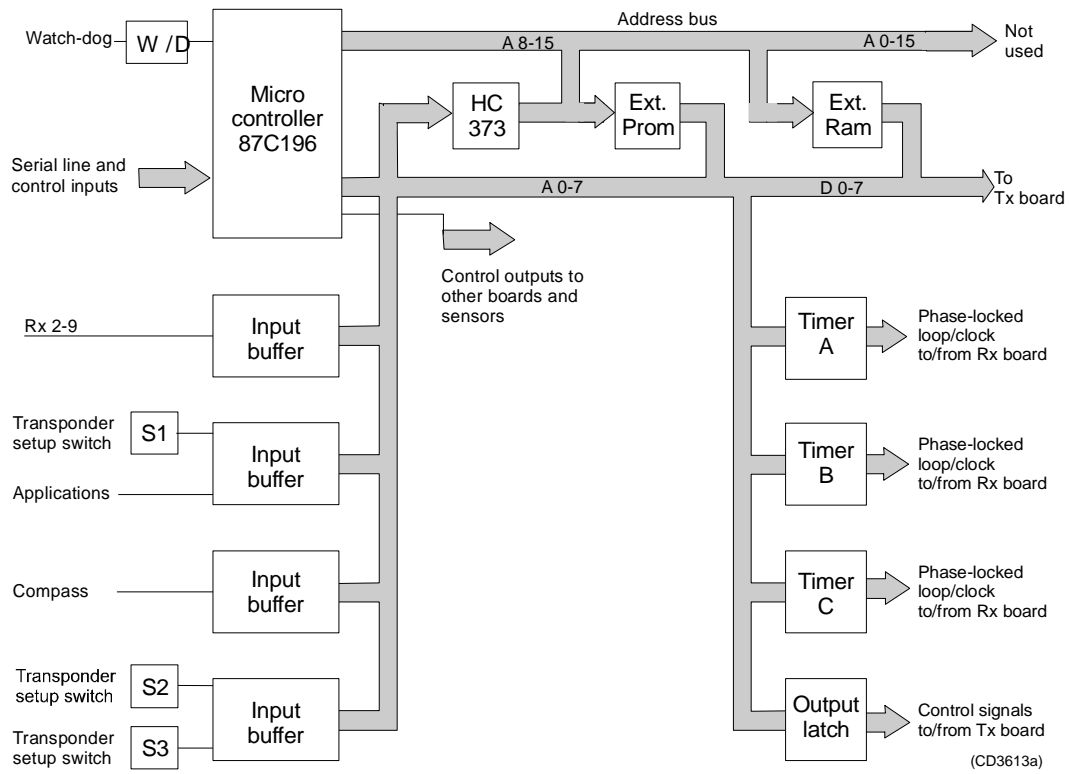 Address bus
Watch-dog
W /D
A 8-15
A 0-15
Not
used
Micro
controller
87C196
HC
373
Ext.
Prom
Ext.
Ram
Serial line and
control inputs
A 0-7
D 0-7
To
Tx board
Control outputs to
other boards and
sensors
Rx 2-9
Input
buffer
Timer
A
Phase-locked
loop/clock
to/from Rx board
Transponder
setup switch
S1
Applications
Input
buffer
Timer
B
Phase-locked
loop/clock
to/from Rx board
Compass
Input
buffer
Timer
C
Phase-locked
loop/clock
to/from Rx board
Transponder
setup switch
S2
Transponder
setup switch
S3
Input
buffer
Output
latch
Control signals
to/from Tx board
(CD3613a)